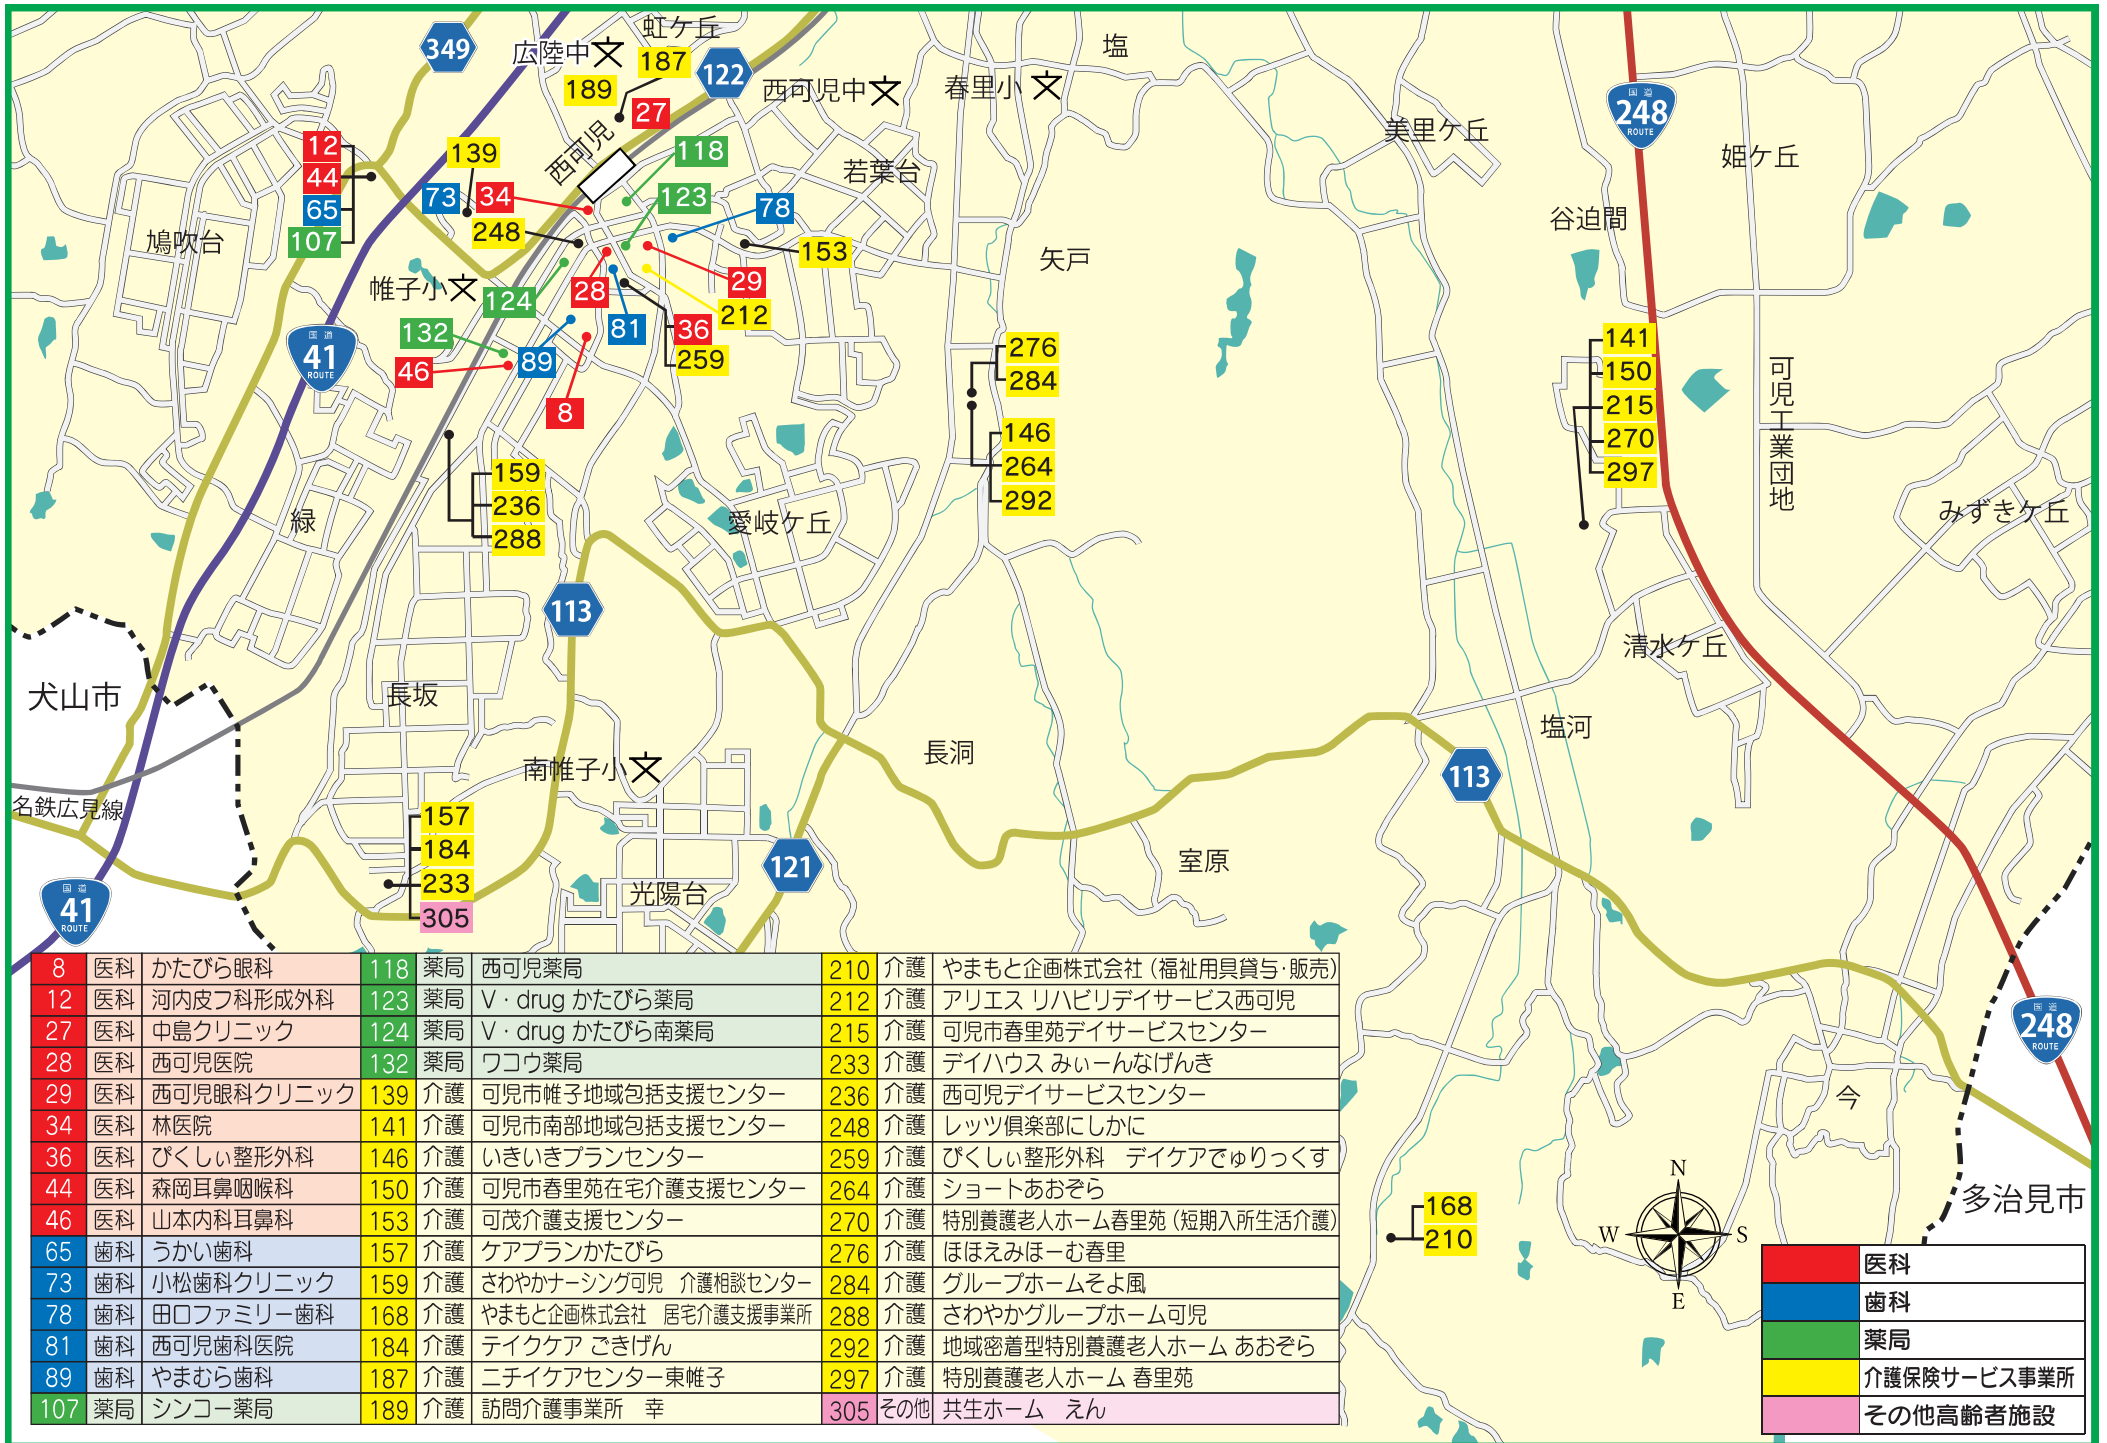 349
広陸中
虹ケ丘
187
122
189
27
西可児中
春里小
塩
国道
248
ROUTE
美里ケ丘
姫ケ丘
西可児
12
44
65
107
139
73
34
248
118
123
78
153
若葉台
谷迫間
鳩吹台
帷子小
124
28
29
212
矢戸
国道
41
ROUTE
132
46
89
81
36
259
8
276
284
146
264
292
141
150
215
270
297
可児工業団地
みずきケ丘
159
236
288
緑
愛岐ケ丘
113
清水ケ丘
犬山市
長坂
塩河
長洞
南帷子小
113
名鉄広見線
157
184
233
305
121
室原
光陽台
国道
41
ROUTE
国道
248
ROUTE
今
多治見市
168
210
N
W
S
E
8 医科 かたびら眼科
12 医科 河内皮フ科形成外科
27 医科 中島クリニック
28 医科 西可児医院
29 医科 西可児眼科クリニック
34 医科 林医院
36 医科 ぴくしぃ整形外科
44 医科 森岡耳鼻咽喉科
46 医科 山本内科耳鼻科
65 歯科 うかい歯科
73 歯科 小松歯科クリニック
78 歯科 田口ファミリー歯科
81 歯科 西可児歯科医院
89 歯科 やまむら歯科
107 薬局 シンコー薬局
118 薬局 西可児薬局
123 薬局 V・drug かたびら薬局
124 薬局 V・drug かたびら南薬局
132 薬局 ワコウ薬局
139 介護 可児市帷子地域包括支援センター
141 介護 可児市南部地域包括支援センター
146 介護 いきいきプランセンター
150 介護 可児市春里苑在宅介護支援センター
153 介護 可茂介護支援センター
157 介護 ケアプランかたびら
159 介護 さわやかナーシング可児　介護相談センター
168 介護 やまもと企画株式会社　居宅介護支援事業所
184 介護 テイクケア ごきげん
187 介護 ニチイケアセンター東帷子
189 介護 訪問介護事業所　幸
210 介護 やまもと企画株式会社（福祉用具貸与・販売）
212 介護 アリエス リハビリデイサービス西可児
215 介護 可児市春里苑デイサービスセンター
233 介護 デイハウス みぃーんなげんき
236 介護 西可児デイサービスセンター
248 介護 レッツ倶楽部にしかに
259 介護 ぴくしぃ整形外科　デイケアでゅりっくす
264 介護 ショートあおぞら
270 介護 特別養護老人ホーム春里苑（短期入所生活介護）
276 介護 ほほえみほーむ春里
284 介護 グループホームそよ風
288 介護 さわやかグループホーム可児
292 介護 地域密着型特別養護老人ホーム あおぞら
297 介護 特別養護老人ホーム 春里苑
305 その他 共生ホーム　えん
医科
歯科
薬局
介護保険サービス事業所
その他高齢者施設